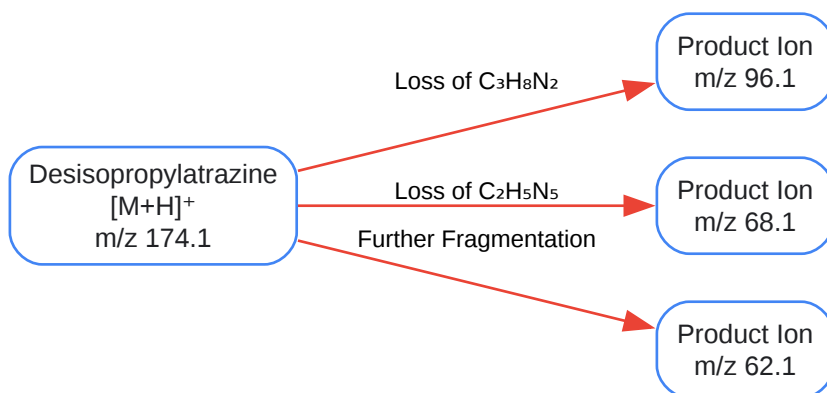 Product Ion
m/z 96.1
Loss of C₃H₈N₂
Desisopropylatrazine
[M+H]⁺
m/z 174.1
Loss of C₂H₅N₅
Product Ion
m/z 68.1
Further Fragmentation
Product Ion
m/z 62.1